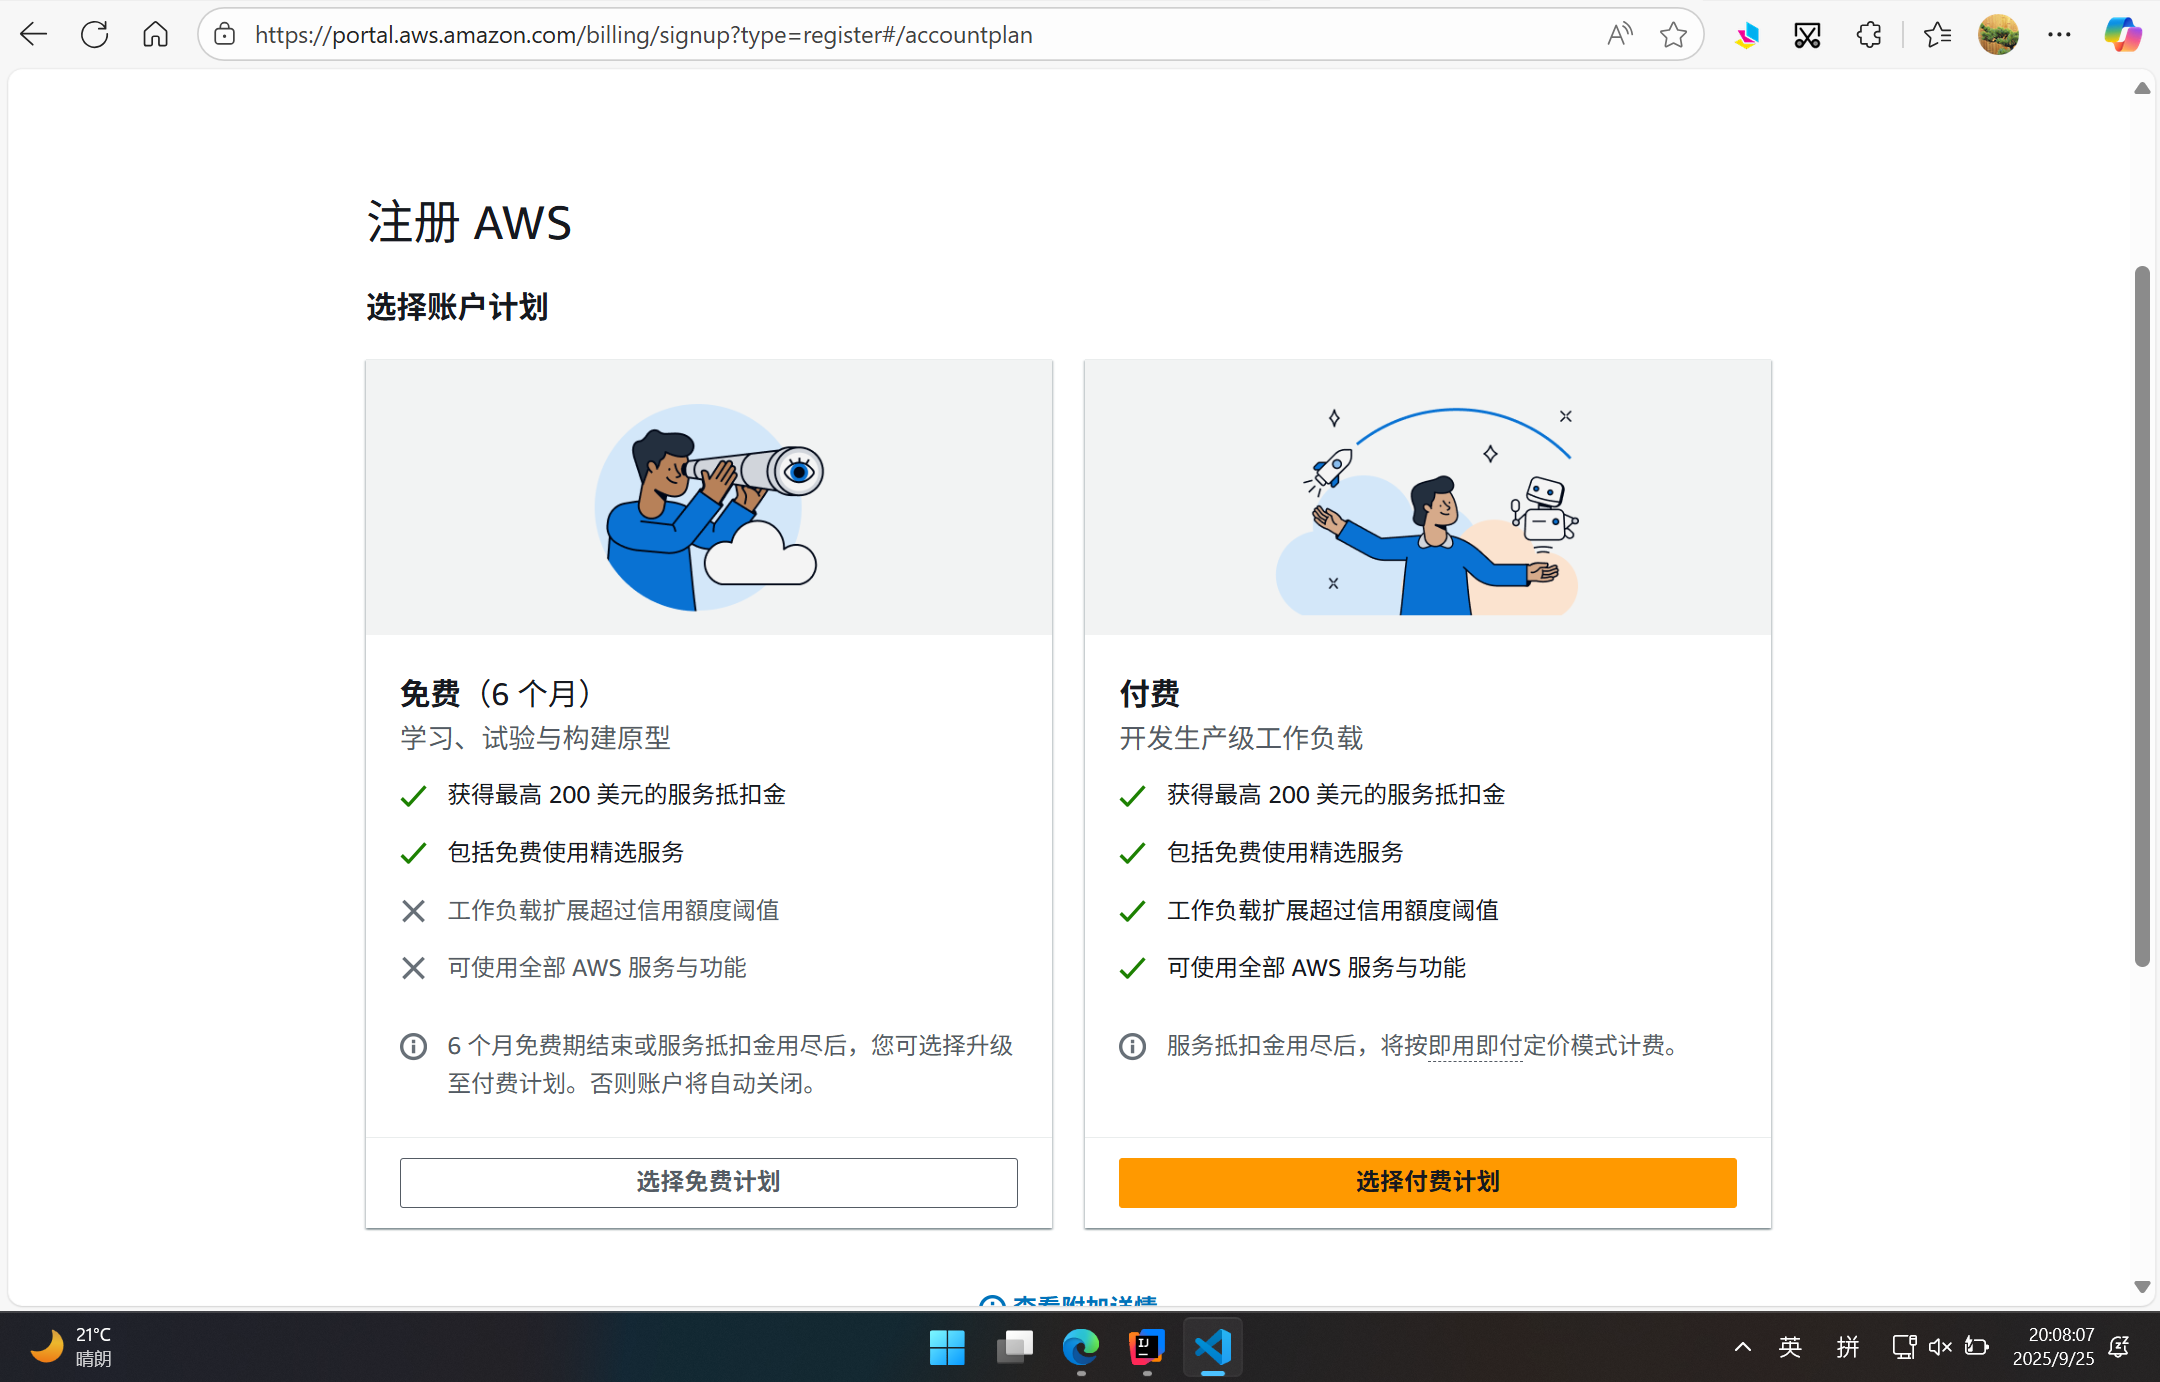 https://portal.aws.amazon.com/billing/signup?type=register#/accountplan
注册 AWS
选择账户计划
免费（6 个月）
学习、试验与构建原型
获得最高 200 美元的服务抵扣金
包括免费使用精选服务
工作负载扩展超过信用額度阈值
可使用全部 AWS 服务与功能
6 个月免费期结束或服务抵扣金用尽后，您可选择升级
至付费计划。否则账户将自动关闭。
选择免费计划
付费
开发生产级工作负载
获得最高 200 美元的服务抵扣金
包括免费使用精选服务
工作负载扩展超过信用額度阈值
可使用全部 AWS 服务与功能
服务抵扣金用尽后，将按即用即付定价模式计费。
选择付费计划
查看附加详情
21°C
晴朗
英
拼
20:08:07
2025/9/25